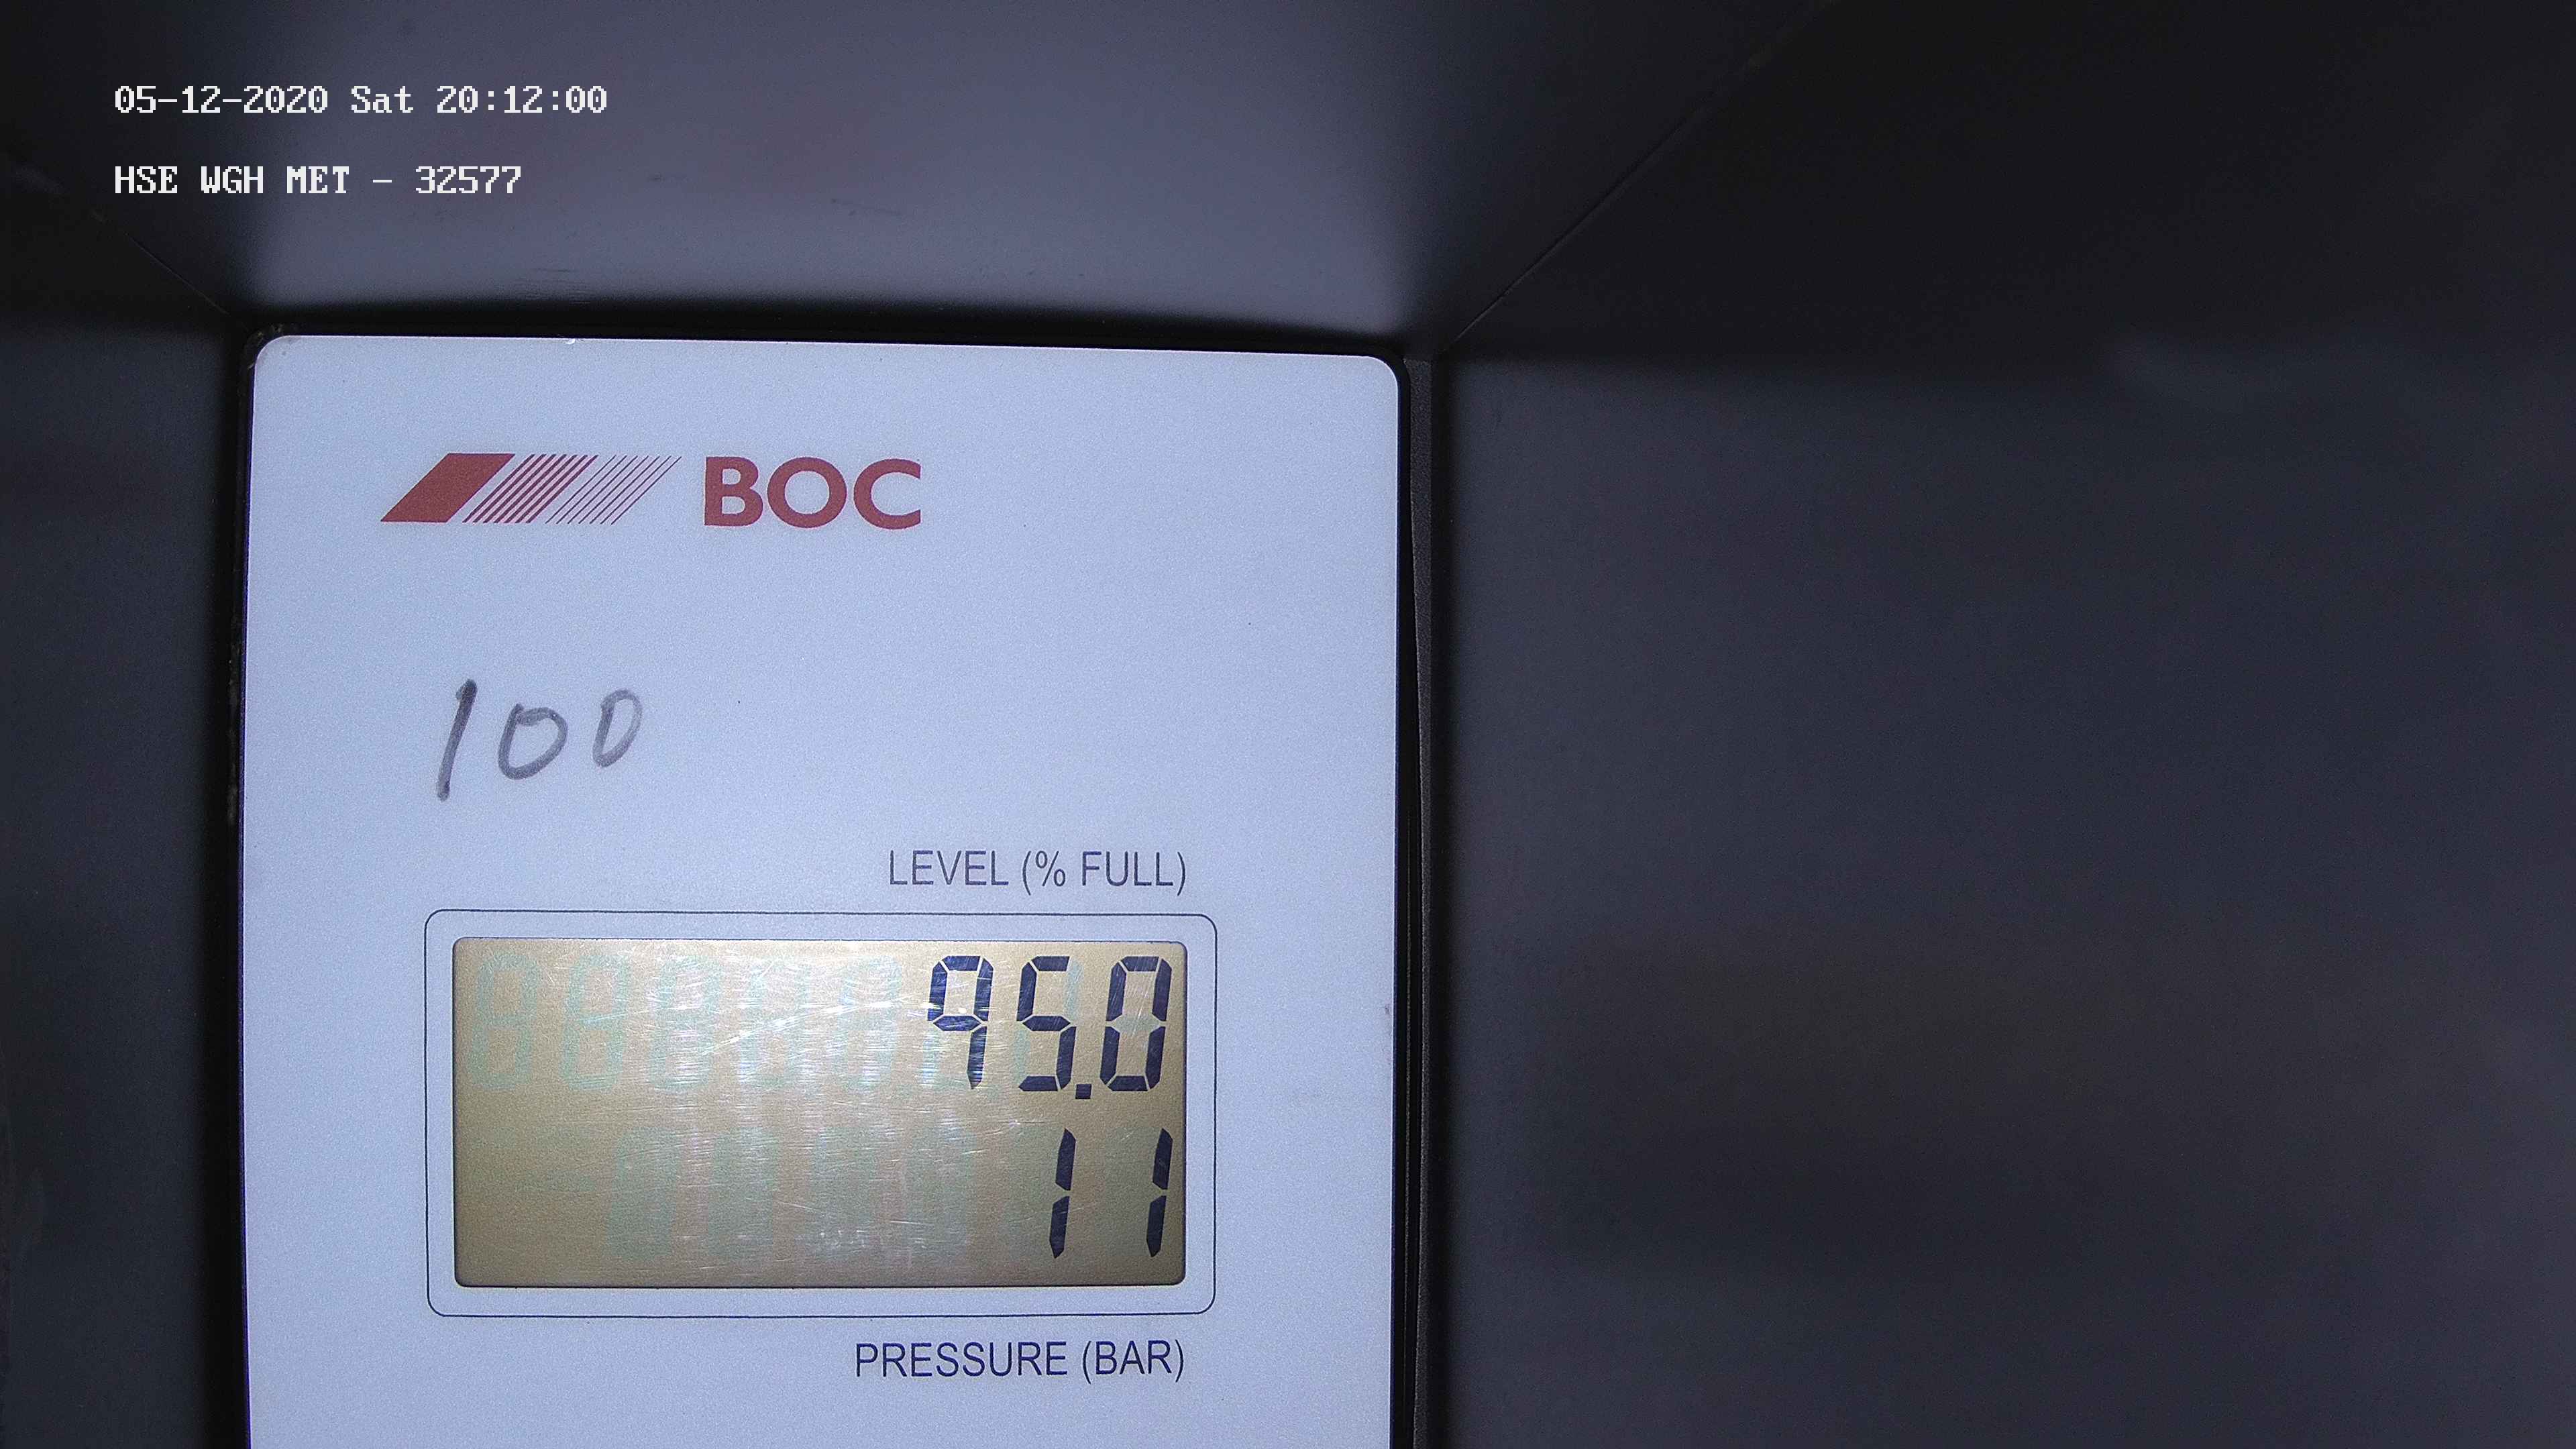 05-12-2020 Sat 20:12:00
HSE WGH MET - 32577
BOC
100
LEVEL (% FULL)
95.0
11
PRESSURE (BAR)